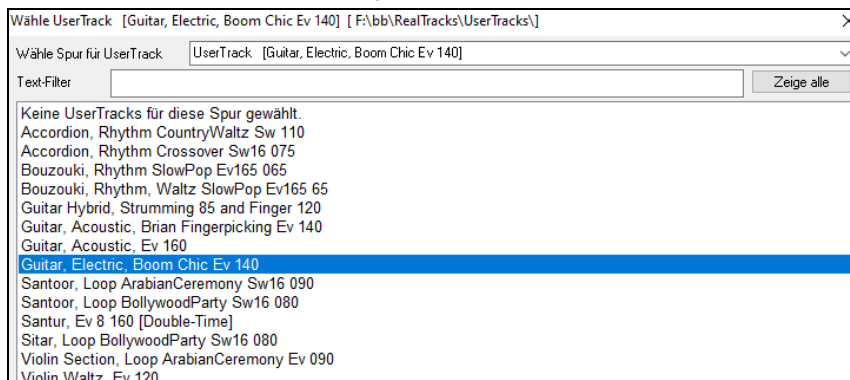 Wähle UserTrack [Guitar, Electric, Boom Chic Ev 140] [ F:\bb\RealTracks\UserTracks\]
Wähle Spur für UserTrack UserTrack [Guitar, Electric, Boom Chic Ev 140]
Text-Filter Zeige alle
Keine UserTracks für diese Spur gewählt.
Accordion, Rhythm CountryWaltz Sw 110
Accordion, Rhythm Crossover Sw16 075
Bouzouki, Rhythm SlowPop Ev165 065
Bouzouki, Rhythm, Waltz SlowPop Ev165 65
Guitar Hybrid, Strumming 85 and Finger 120
Guitar, Acoustic, Brian Fingerpicking Ev 140
Guitar, Acoustic, Ev 160
Guitar, Electric, Boom Chic Ev 140
Santoor, Loop ArabianCeremony Sw16 090
Santoor, Loop BollywoodParty Sw16 080
Santur, Ev 8 160 [Double-Time]
Sitar, Loop BollywoodParty Sw16 080
Violin Section, Loop ArabianCeremony Ev 090
Violin Waltz, Ev 120